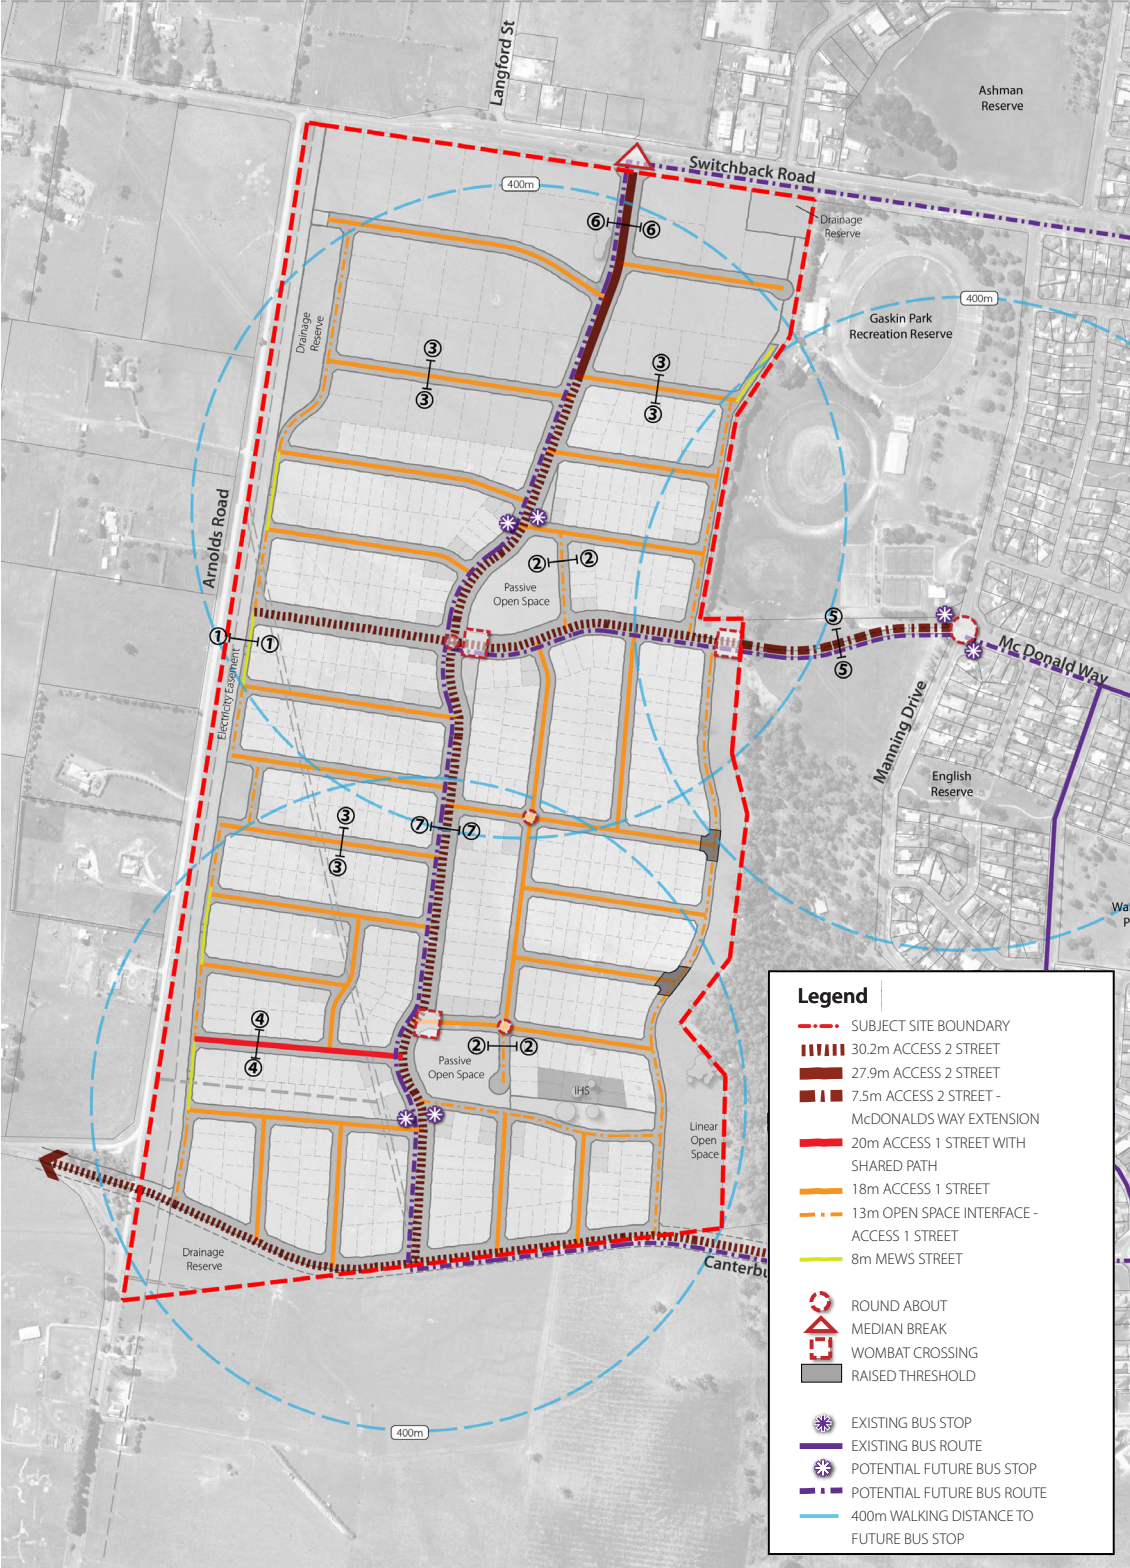 Langford St
Ashman
Reserve
Switchback Road
400m
Drainage
Reserve
6
6
400m
Gaskin Park
Recreation Reserve
Drainage
Reserve
3
3
3
3
Arnolds Road
2
2
Passive
Open Space
5
5
1
1
Mc Donald Way
Electricity Easement
Manning Drive
English
Reserve
3
3
7
7
4
4
2
2
Passive
Open Space
IHS
Linear
Open
Space
Drainage
Reserve
Canterbu
400m
Wa
P
Legend
SUBJECT SITE BOUNDARY
30.2m ACCESS 2 STREET
27.9m ACCESS 2 STREET
7.5m ACCESS 2 STREET -
McDONALDS WAY EXTENSION
20m ACCESS 1 STREET WITH
SHARED PATH
18m ACCESS 1 STREET
13m OPEN SPACE INTERFACE -
ACCESS 1 STREET
8m MEWS STREET
ROUND ABOUT
MEDIAN BREAK
WOMBAT CROSSING
RAISED THRESHOLD
EXISTING BUS STOP
EXISTING BUS ROUTE
POTENTIAL FUTURE BUS STOP
POTENTIAL FUTURE BUS ROUTE
400m WALKING DISTANCE TO
FUTURE BUS STOP